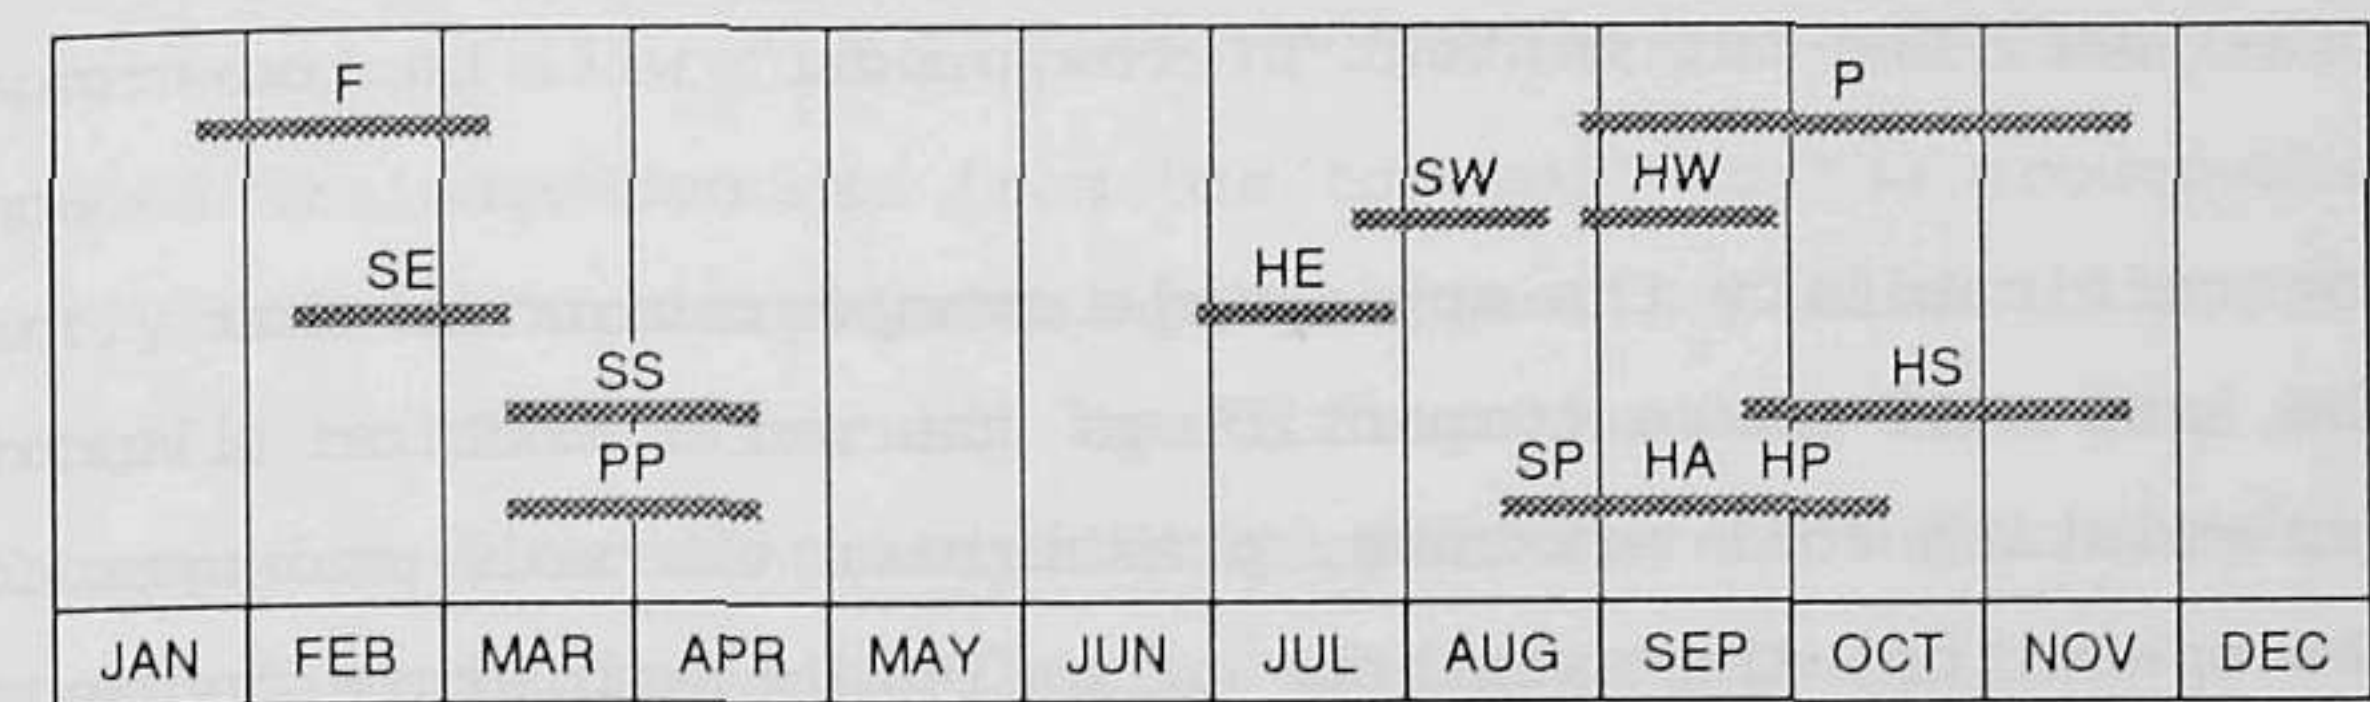 F P
SW HW
SE HE
SS HS
PP SP HA HP
JAN FEB MAR APR MAY JUN JUL AUG SEP OCT NOV DEC